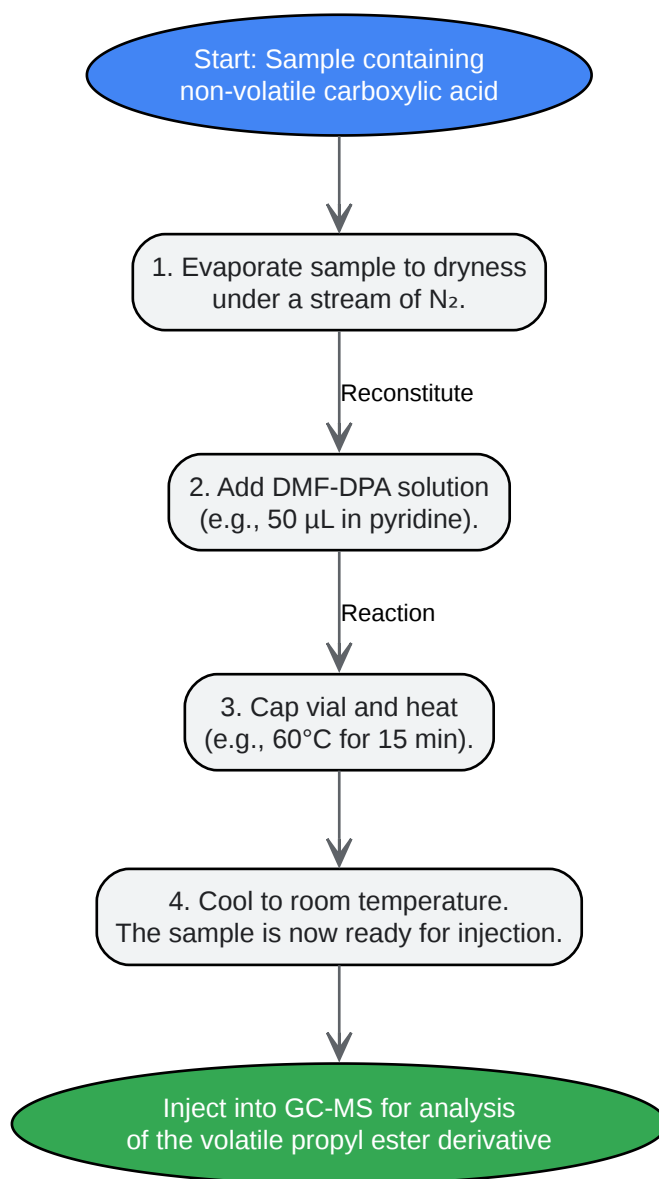 Start: Sample containing
non-volatile carboxylic acid
1. Evaporate sample to dryness
under a stream of N₂.
Reconstitute
2. Add DMF-DPA solution
(e.g., 50 µL in pyridine).
Reaction
3. Cap vial and heat
(e.g., 60°C for 15 min).
4. Cool to room temperature.
The sample is now ready for injection.
Inject into GC-MS for analysis
of the volatile propyl ester derivative